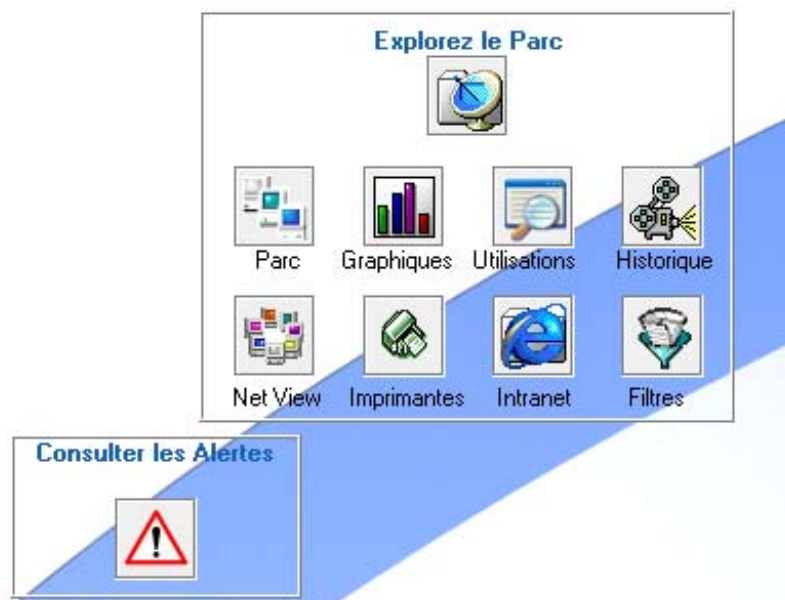 Explorez le Parc
Parc Graphiques Utilisations Historique
Net View Imprimantes Intranet Filtres
Consulter les Alertes